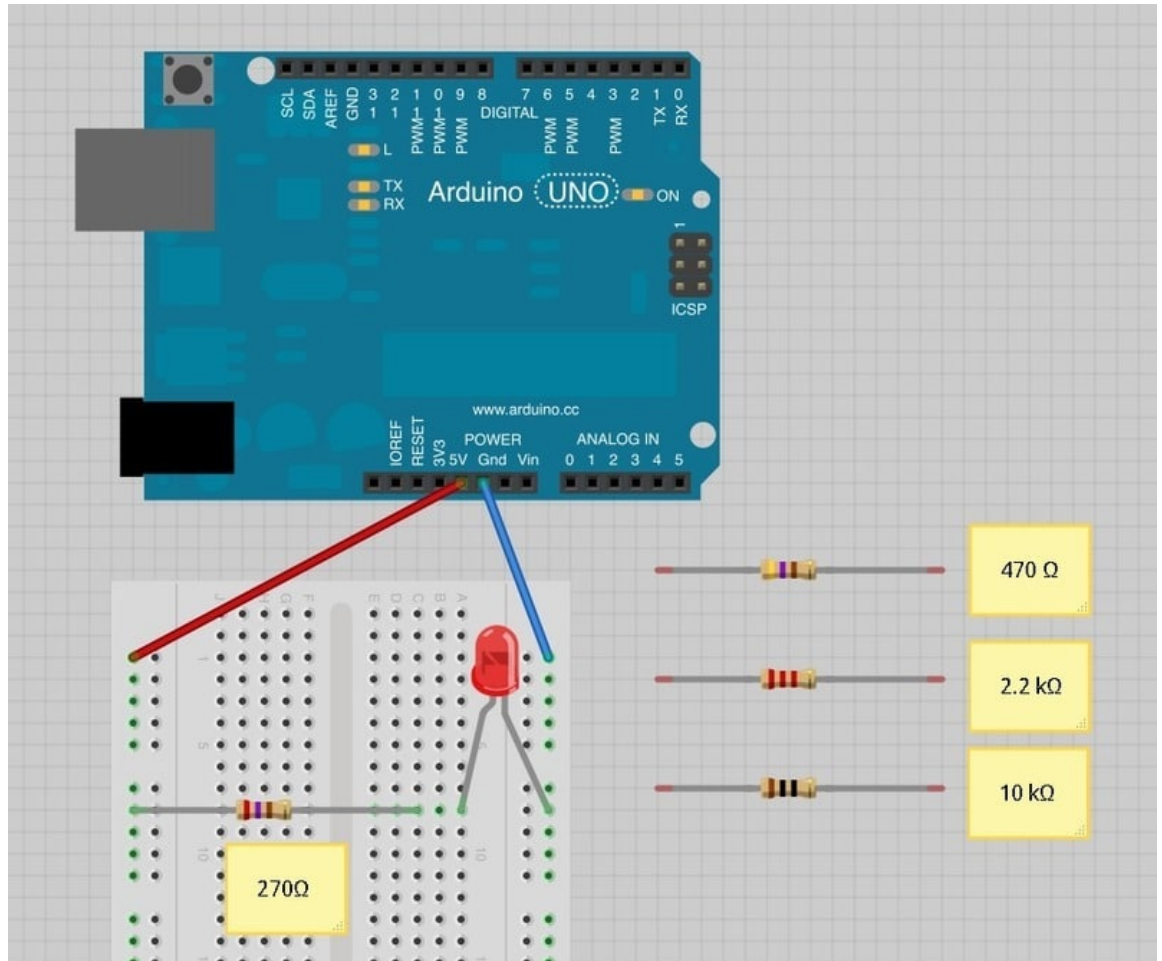 SCL SDA AREF GND 13 12 PWM 11 PWM 10 PWM 9 8 7 PWM 6 PWM 5 4 PWM 3 2 TX 1 RX 0
DIGITAL
L
TX
RX
Arduino UNO ON
1
ICSP
www.arduino.cc
POWER ANALOG IN
IOREF RESET 3V3 5V Gnd Vin 0 1 2 3 4 5
470 Ω
J H G F E D C B A
1
2.2 kΩ
5 5
10 kΩ
10 10
270Ω